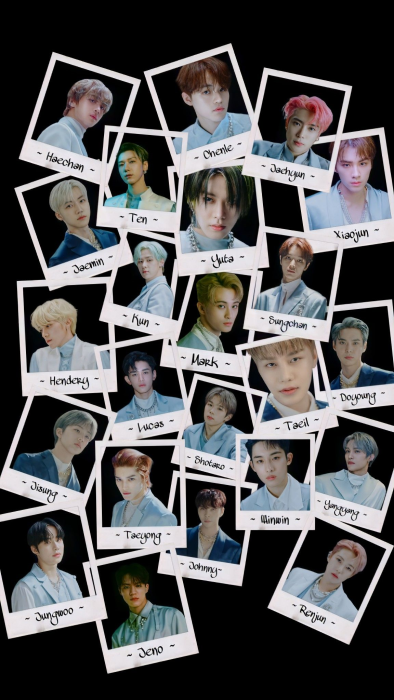 ~ Haechan ~
~ Chenle ~
~ Jaehyun ~
~ Ten ~
~ Xiaojun ~
~ Jaemin ~
~ Yuta ~
~ Kun ~
~ Sungchan ~
~ Mark ~
~ Hendery ~
~ Doyoung ~
~ Lucas ~
~ Taeil ~
~ Shotaro ~
~ Jisung ~
~ Yangyang ~
~ Winwin ~
~ Taeyong ~
~ Johnny~
~ Jungwoo ~
~ Renjun ~
~ Jeno ~